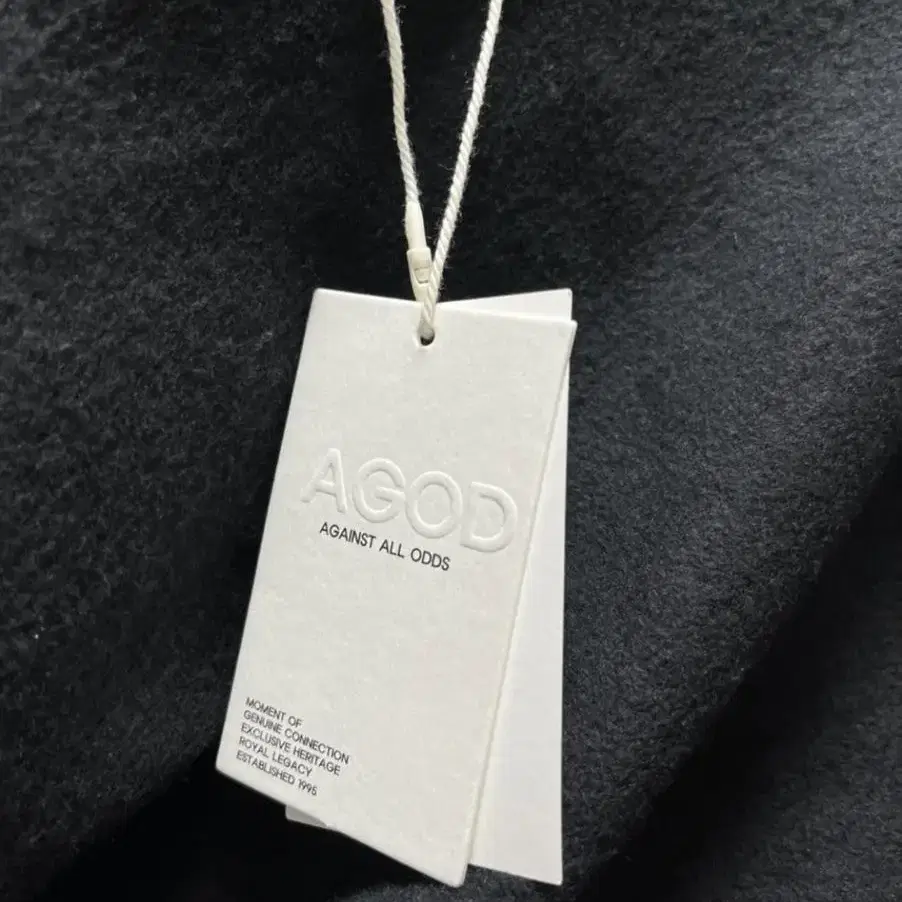 AGOD
AGAINST ALL ODDS
MOMENT OF
GENUINE CONNECTION
EXCLUSIVE HERITAGE
ROYAL LEGACY
ESTABLISHED 1995